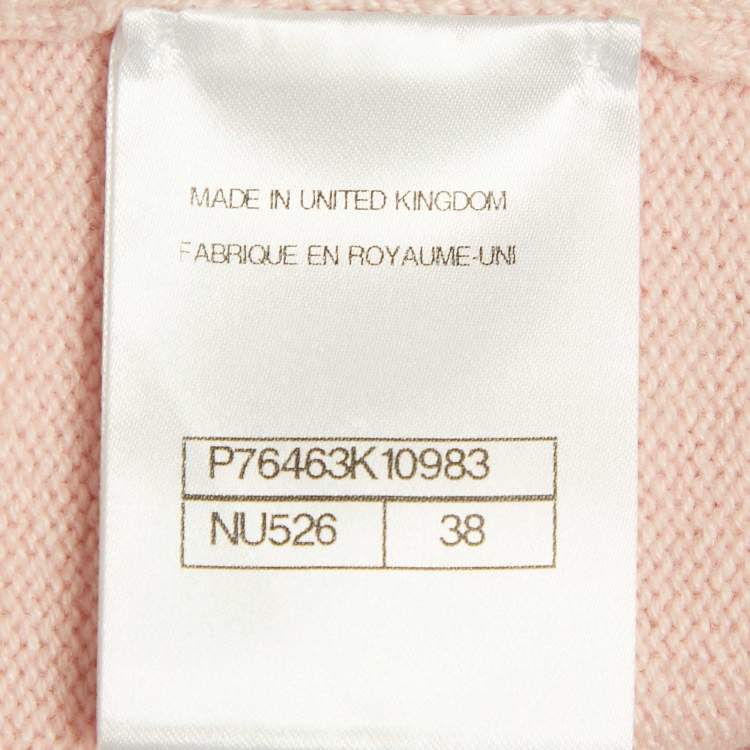 MADE IN UNITED KINGDOM
FABRIQUE EN ROYAUME-UNI
P76463K10983
NU526 38